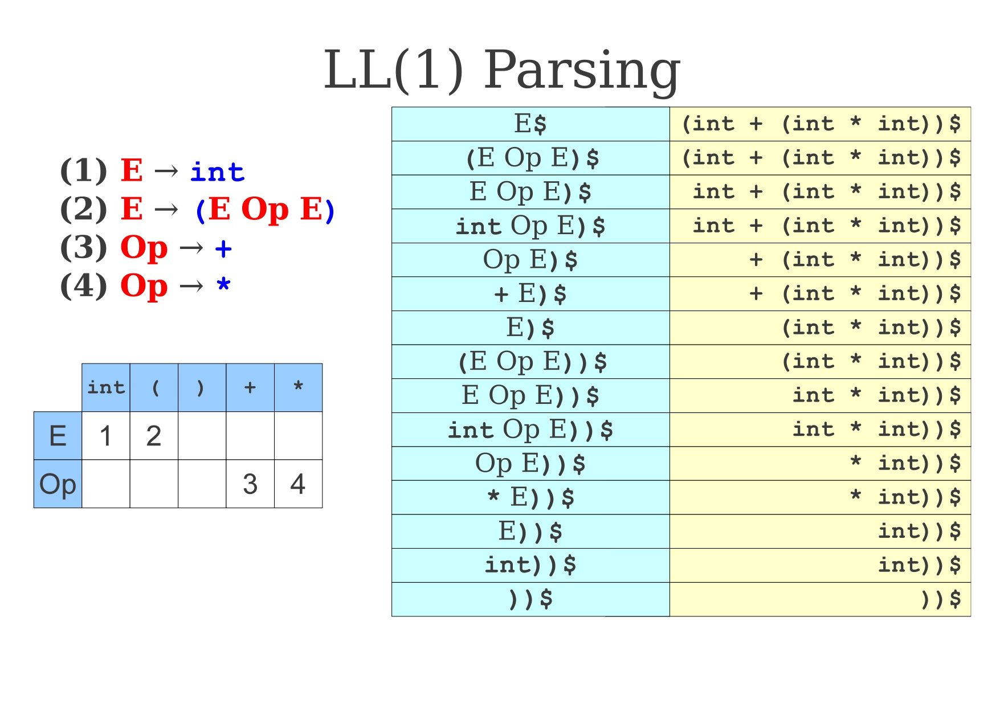 LL(1) Parsing
(1) E → int
(2) E → (E Op E)
(3) Op → +
(4) Op → *
int ( ) + *
E 1 2
Op 3 4
E$ (int + (int * int))$
(E Op E)$ (int + (int * int))$
E Op E)$ int + (int * int))$
int Op E)$ int + (int * int))$
Op E)$ + (int * int))$
+ E)$ + (int * int))$
E)$ (int * int))$
(E Op E))$ (int * int))$
E Op E))$ int * int))$
int Op E))$ int * int))$
Op E))$ * int))$
* E))$ * int))$
E))$ int))$
int))$ int))$
))$ ))$